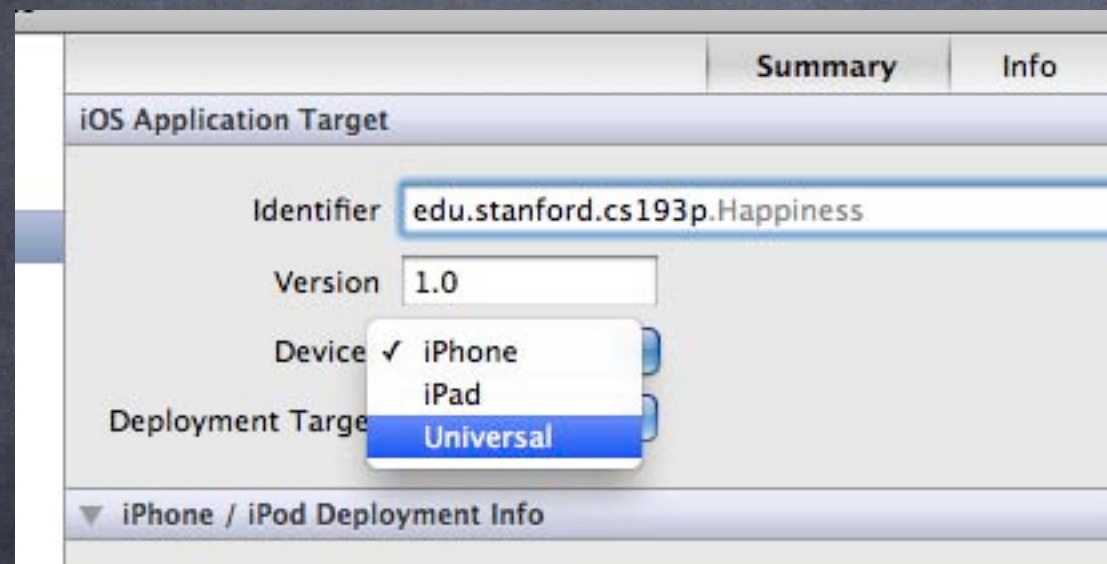 Summary Info
iOS Application Target
Identifier edu.stanford.cs193p.Happiness
Version 1.0
Device ✓ iPhone
iPad
Deployment Targe
Universal
▼ iPhone / iPod Deployment Info